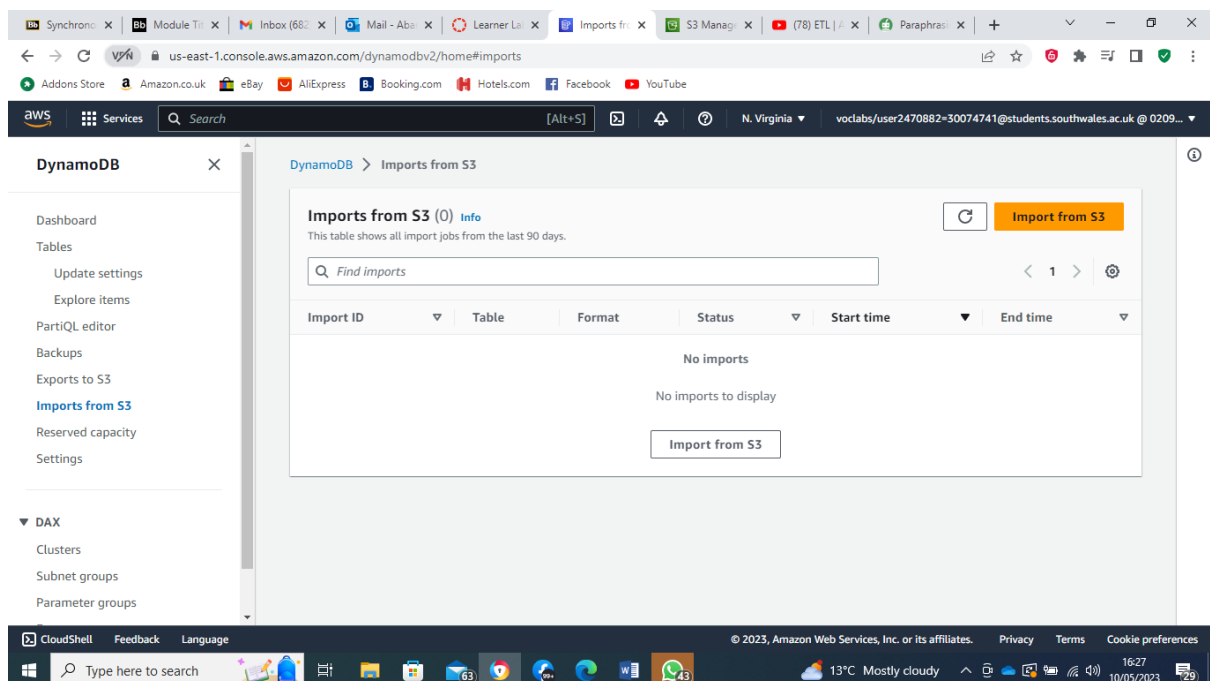 Synchrono
Module Tit
Inbox (682
Mail - Aba
Learner La
Imports fro
S3 Manag
(78) ETL | A
Paraphras
us-east-1.console.aws.amazon.com/dynamodbv2/home#imports
Addons Store Amazon.co.uk eBay AliExpress Booking.com Hotels.com Facebook YouTube
aws Services Search [Alt+S] N. Virginia voclabs/user2470882=30074741@students.southwales.ac.uk @ 0209...
DynamoDB
Dashboard
Tables
Update settings
Explore items
PartiQL editor
Backups
Exports to S3
Imports from S3
Reserved capacity
Settings
DAX
Clusters
Subnet groups
Parameter groups
DynamoDB > Imports from S3
Imports from S3 (0) Info
This table shows all import jobs from the last 90 days.
Import from S3
Find imports
1
Import ID Table Format Status Start time End time
No imports
No imports to display
Import from S3
CloudShell Feedback Language © 2023, Amazon Web Services, Inc. or its affiliates. Privacy Terms Cookie preferences
Type here to search 63 99+ 43 13°C Mostly cloudy 16:27
10/05/2023 29